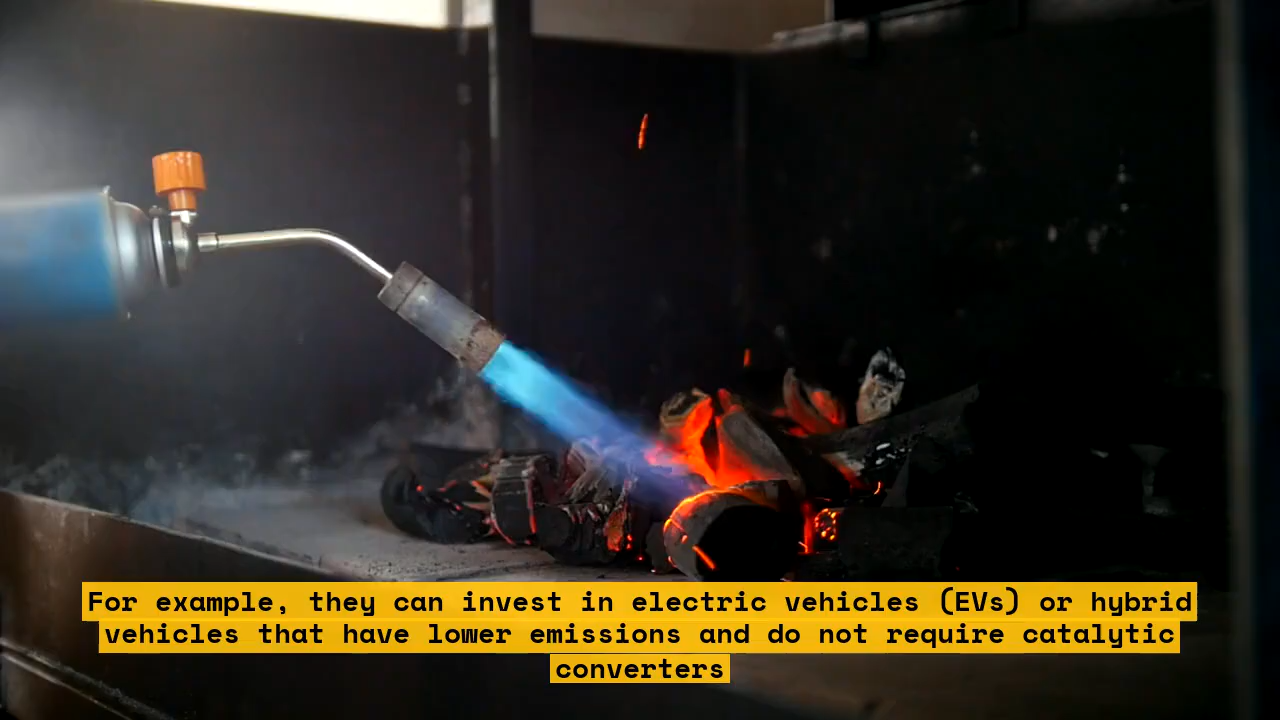 For example, they can invest in electric vehicles (EVs) or hybrid
vehicles that have lower emissions and do not require catalytic
converters